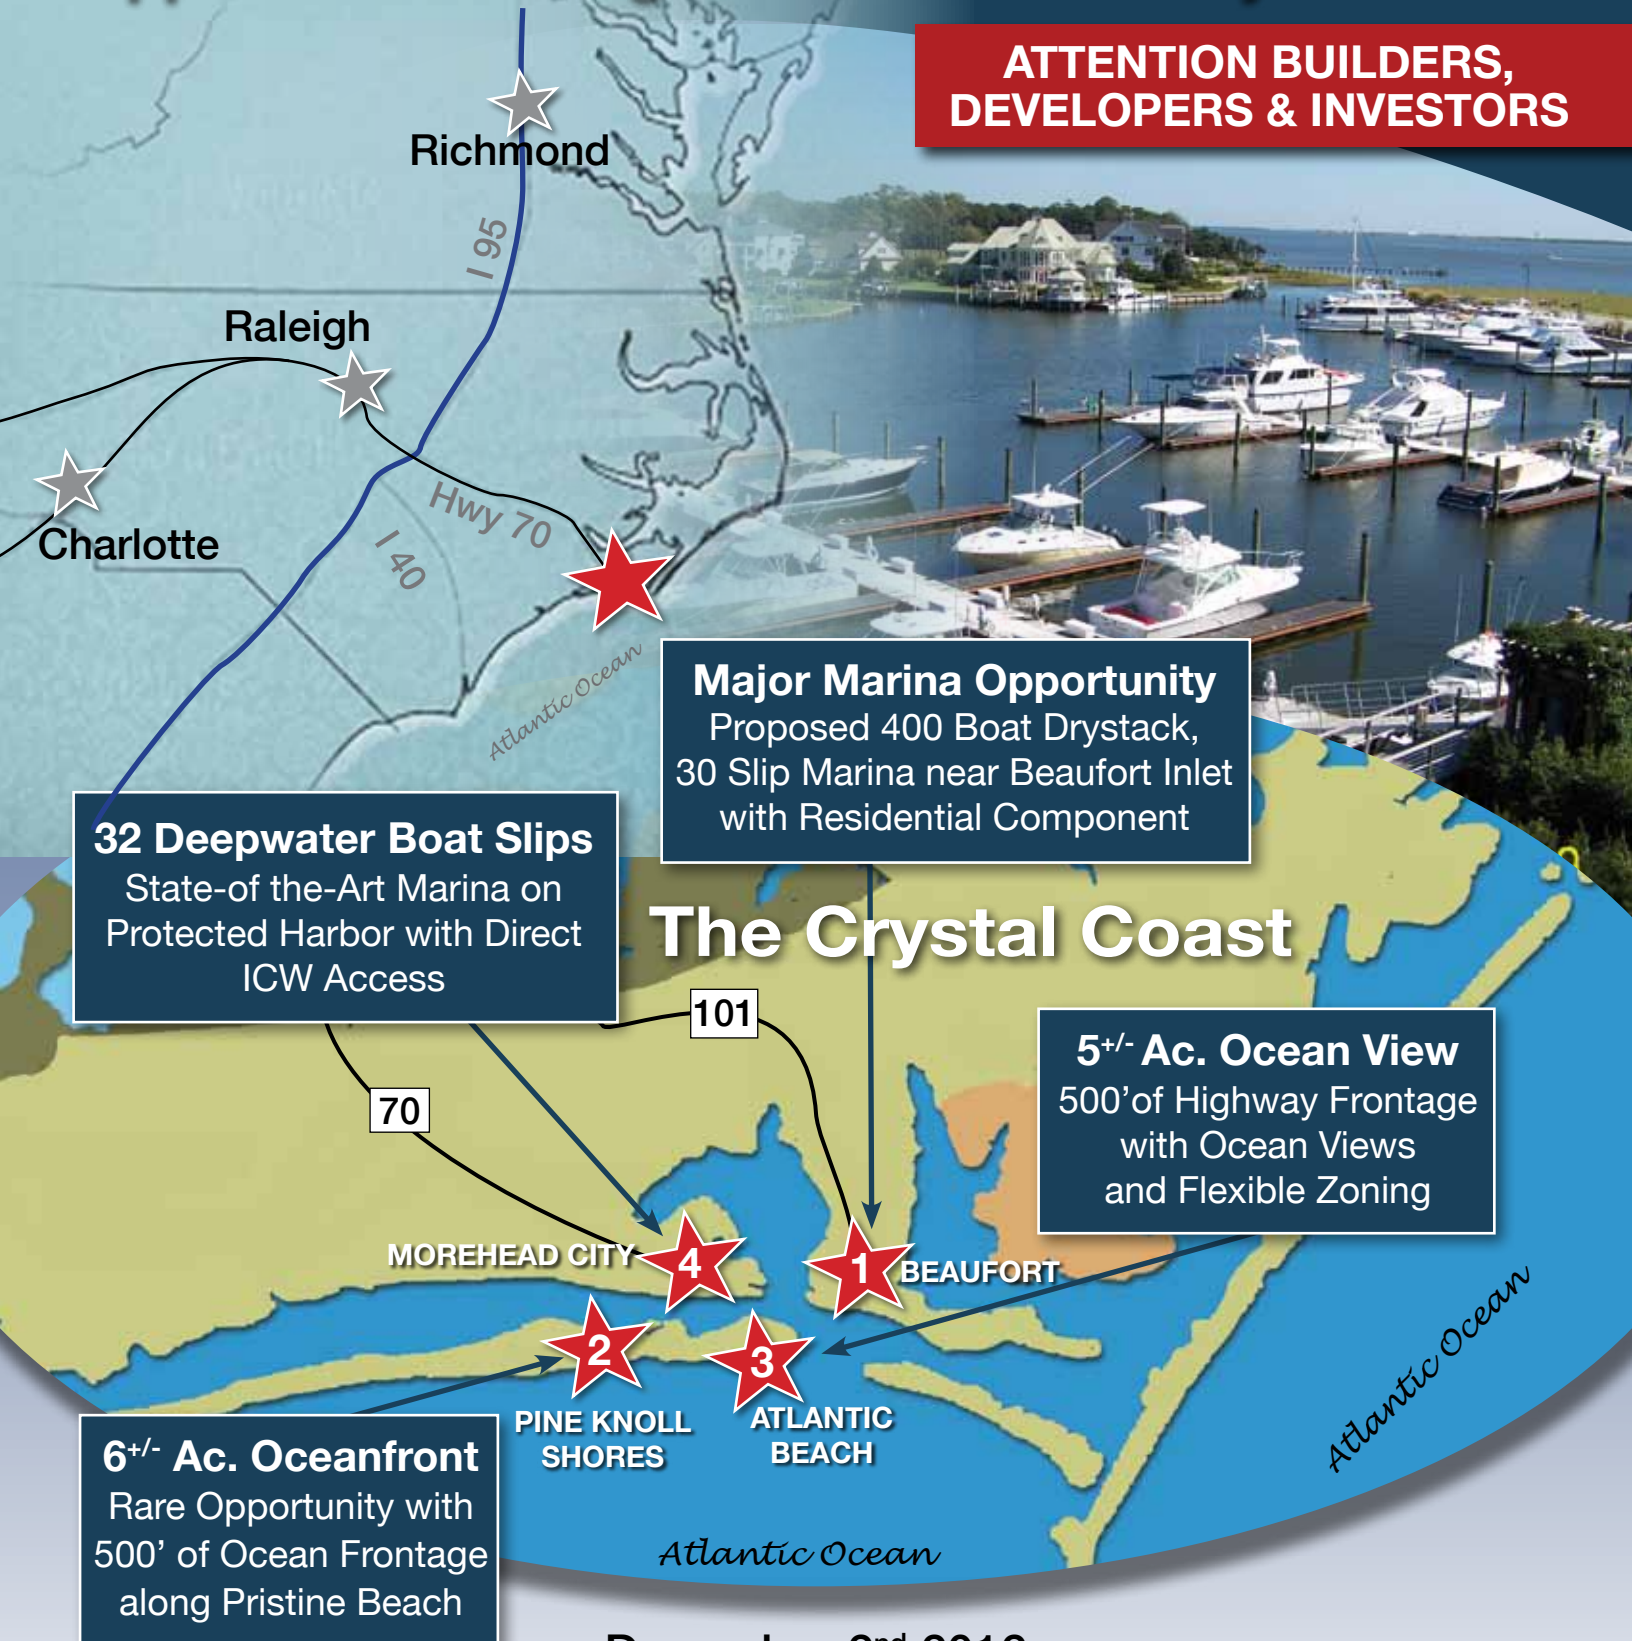 ATTENTION BUILDERS,
DEVELOPERS & INVESTORS
Richmond
I 95
Raleigh
Hwy 70
I 40
Charlotte
Atlantic Ocean
Major Marina Opportunity
Proposed 400 Boat Drystack,
30 Slip Marina near Beaufort Inlet
with Residential Component
32 Deepwater Boat Slips
State-of the-Art Marina on
Protected Harbor with Direct
ICW Access
The Crystal Coast
101
70
5+/- Ac. Ocean View
500’of Highway Frontage
with Ocean Views
and Flexible Zoning
MOREHEAD CITY
4
1
BEAUFORT
2
3
PINE KNOLL
SHORES
ATLANTIC
BEACH
Atlantic Ocean
6+/- Ac. Oceanfront
Rare Opportunity with
500’ of Ocean Frontage
along Pristine Beach
Atlantic Ocean